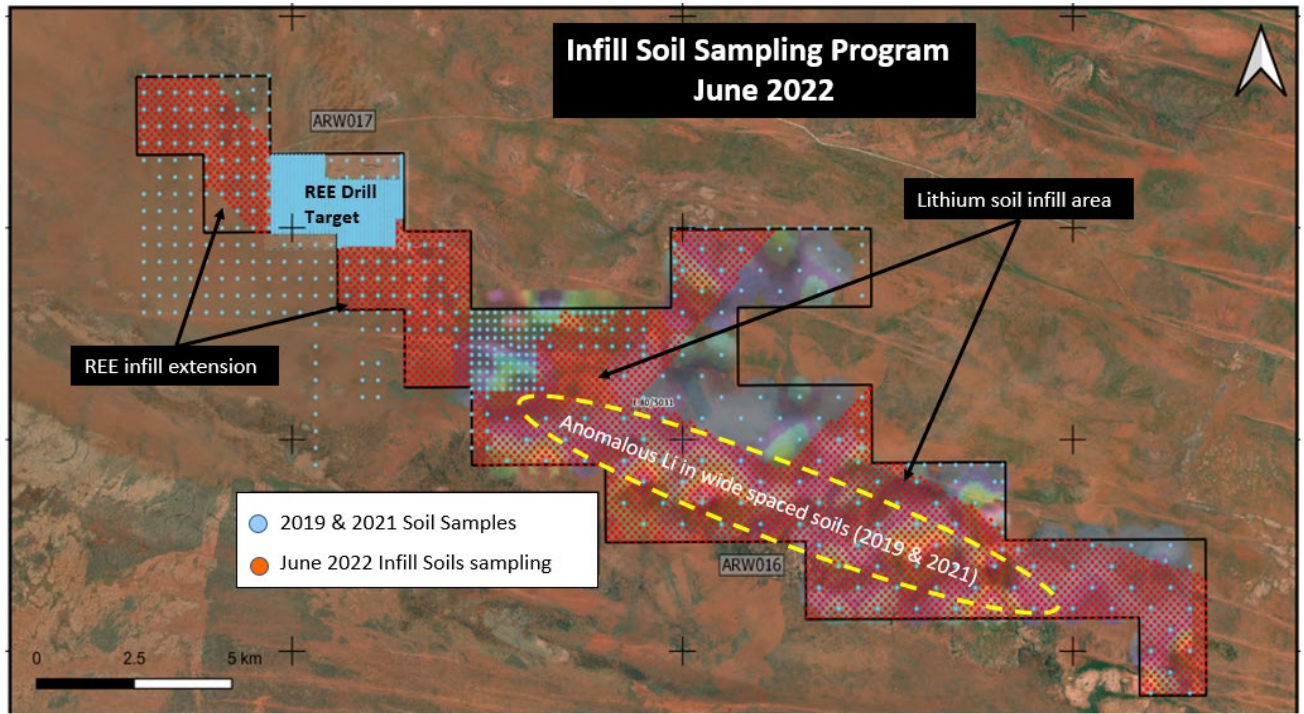 Infill Soil Sampling Program
June 2022
ARW017
REE Drill
Target
Lithium soil infill area
REE infill extension
Anomalous Li in wide spaced soils (2019 & 2021)
2019 & 2021 Soil Samples
June 2022 Infill Soils sampling
ARW016
0 2.5 5 km